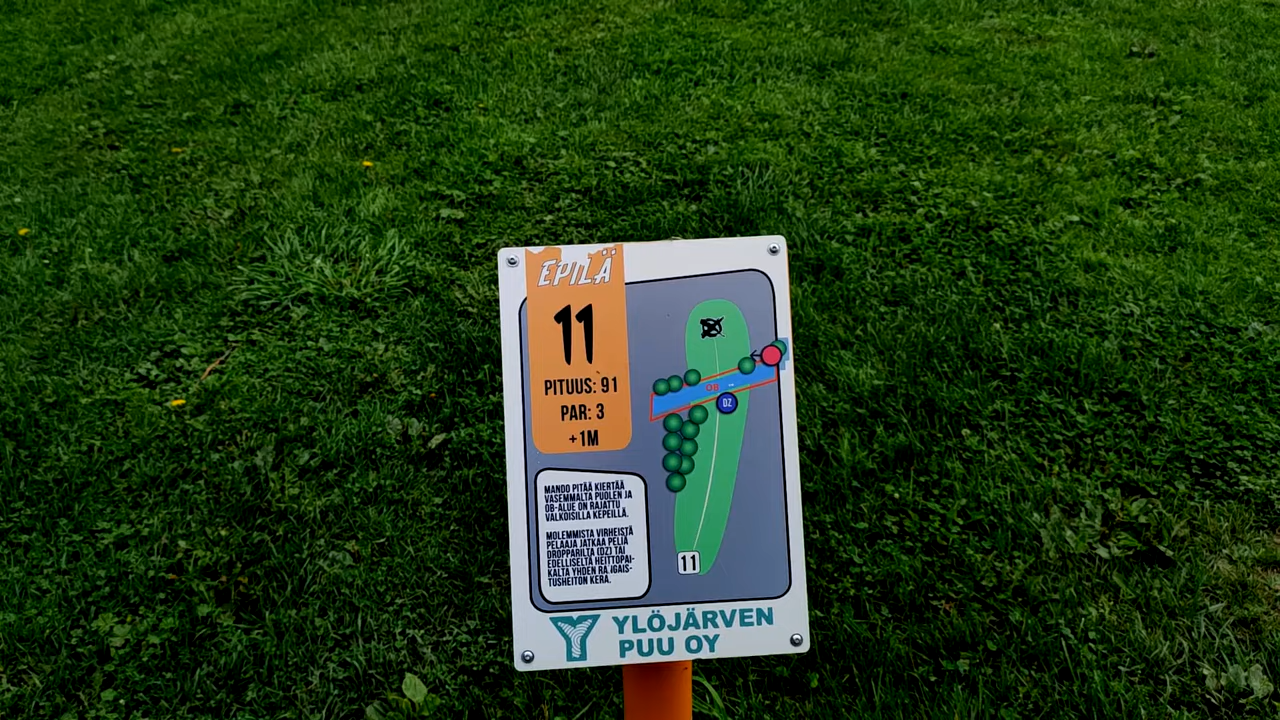 EPILÄ
11
PITUUS: 91
PAR: 3
+1M
OB
DZ
MANDO PITÄÄ KIERTÄÄ
VASEMMALTA PUOLEN JA
OB-ALUE ON RAJATTU
VALKOISILLA KEPEILLÄ.
MOLEMMISTA VIRHEISTÄ
PELAAJA JATKAA PELIÄ
DROPPARILTA (DZ) TAI
EDELLISELTÄ HEITTOPAI-
KALTA YHDEN RANGAIS-
TUSHEITON KERA.
11
YLÖJÄRVEN
PUU OY